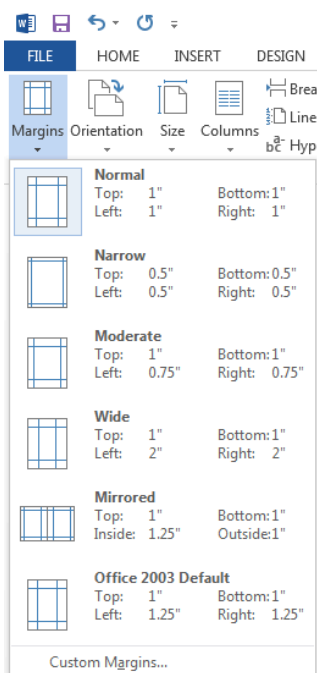 FILE HOME INSERT DESIGN
Margins Orientation Size Columns
Brea
Line
bc Hyp
Normal
Top: 1" Bottom: 1"
Left: 1" Right: 1"
Narrow
Top: 0.5" Bottom: 0.5"
Left: 0.5" Right: 0.5"
Moderate
Top: 1" Bottom: 1"
Left: 0.75" Right: 0.75"
Wide
Top: 1" Bottom: 1"
Left: 2" Right: 2"
Mirrored
Top: 1" Bottom: 1"
Inside: 1.25" Outside: 1"
Office 2003 Default
Top: 1" Bottom: 1"
Left: 1.25" Right: 1.25"
Custom Margins...